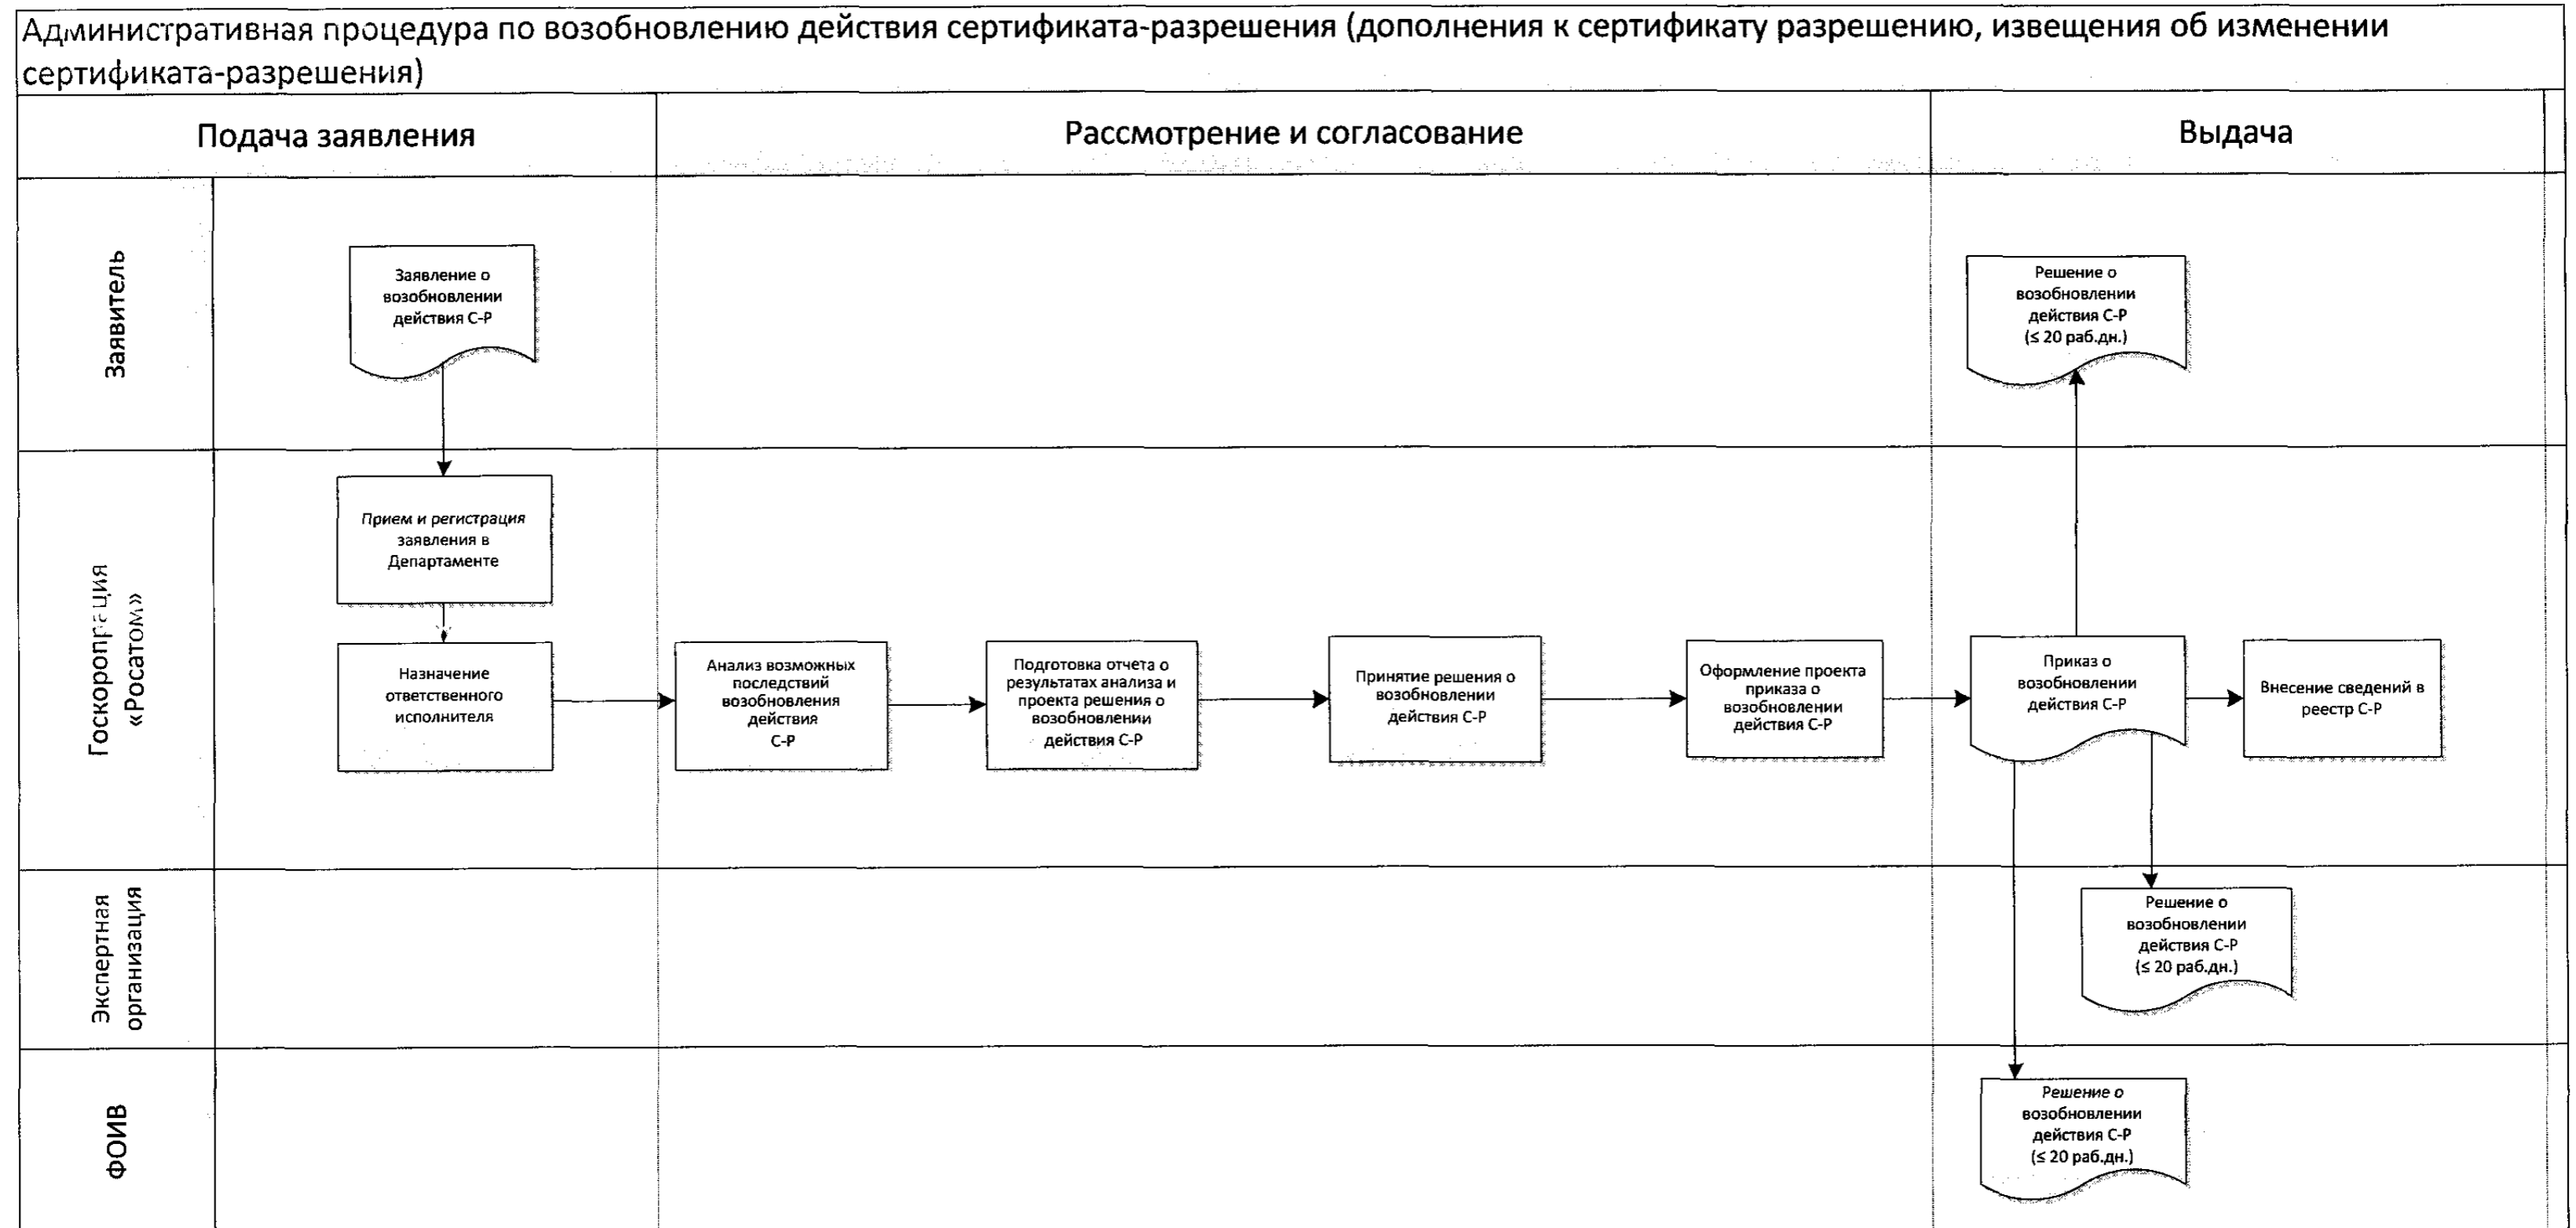 Административная процедура по возобновлению действия сертификата-разрешения (дополнения к сертификату разрешению, извещения об изменении
сертификата-разрешения)
Подача заявления
Рассмотрение и согласование
Выдача
Заявитель
Заявление о
возобновлении
действия С-Р
Решение о
возобновлении
действия С-Р
(≤ 20 раб.дн.)
Госкоропрация
«Росатом»
Прием и регистрация
заявления в
Департаменте
Назначение
ответственного
исполнителя
Анализ возможных
последствий
возобновления
действия
С-Р
Подготовка отчета о
результатах анализа и
проекта решения о
возобновлении
действия С-Р
Принятие решения о
возобновлении
действия С-Р
Оформление проекта
приказа о
возобновлении
действия С-Р
Приказ о
возобновлении
действия С-Р
Внесение сведений в
реестр С-Р
Экспертная
организация
Решение о
возобновлении
действия С-Р
(≤ 20 раб.дн.)
ФОИВ
Решение о
возобновлении
действия С-Р
(≤ 20 раб.дн.)